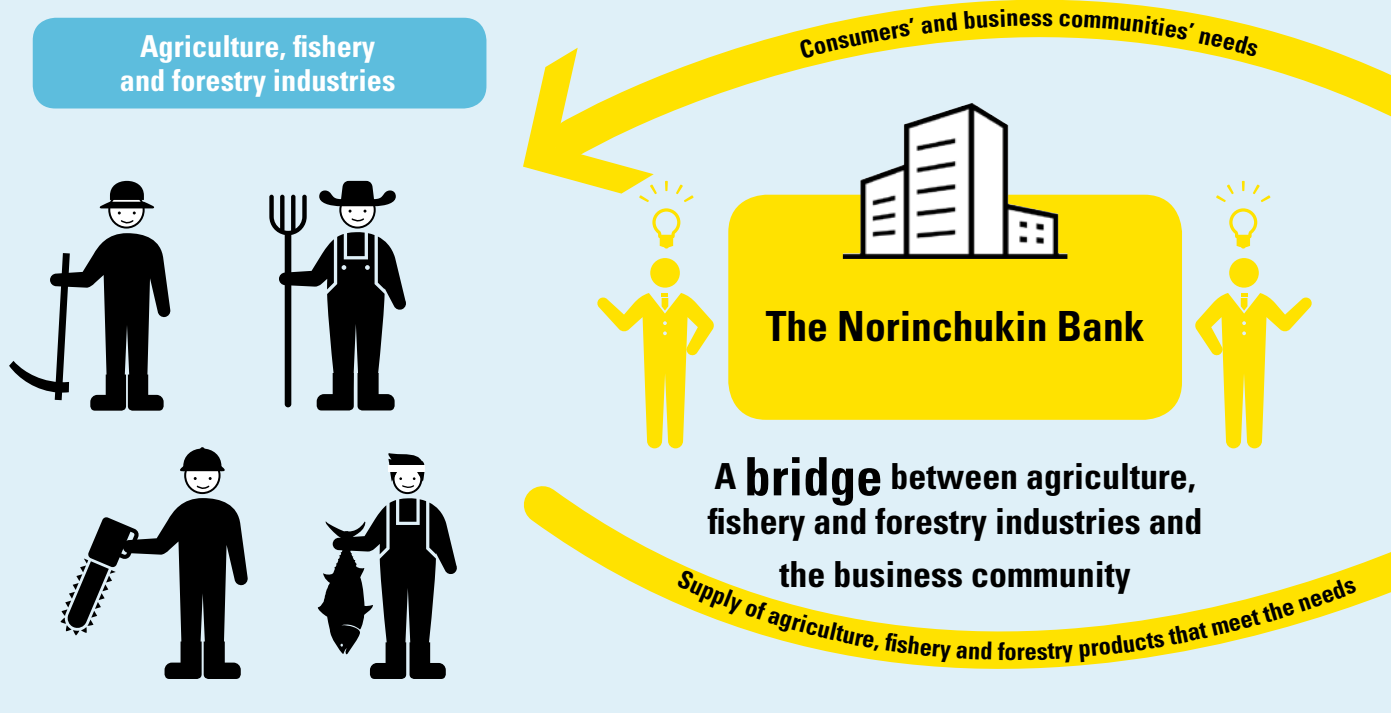 Agriculture, fishery
and forestry industries
Consumers’ and business communities’ needs
The Norinchukin Bank
A bridge between agriculture,
fishery and forestry industries and
the business community
Supply of agriculture, fishery and forestry products that meet the needs